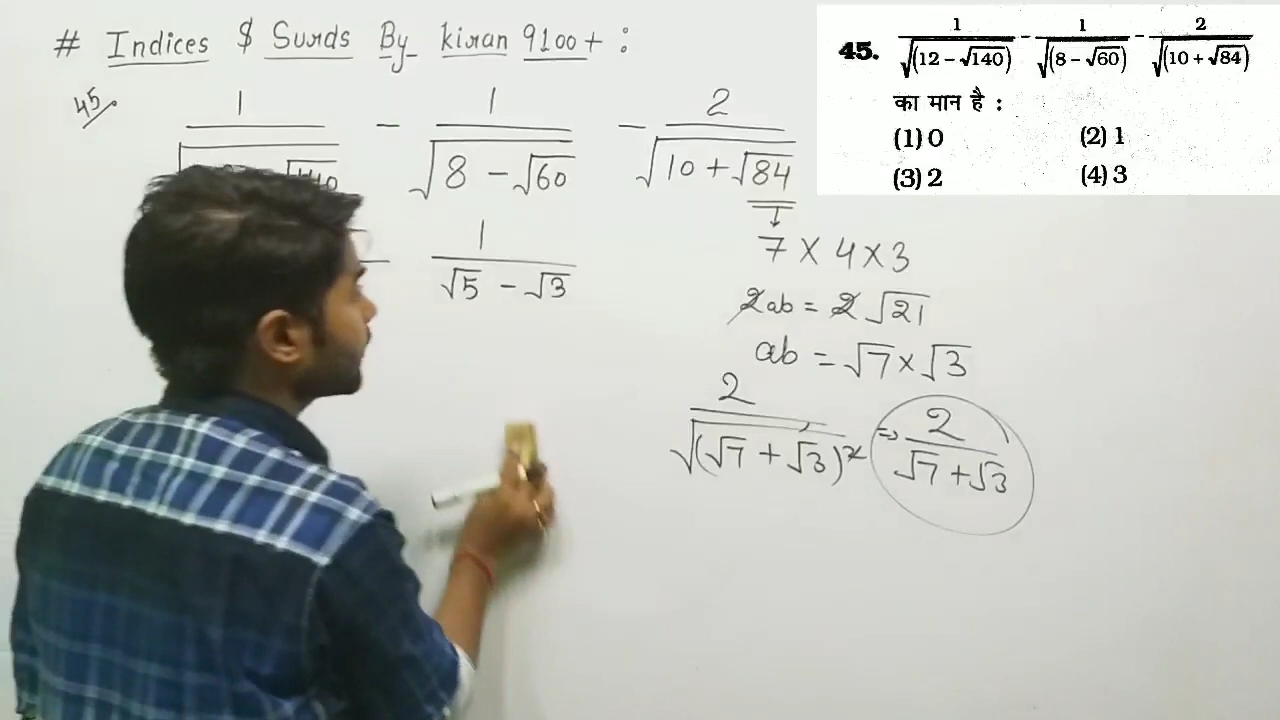 # Indices $ Surds By kiran 9100+ :
45. 1/√(12 − √140) − 1/√(8 − √60) − 2/√(10 + √84)
का मान है :
(1) 0 (2) 1
(3) 2 (4) 3
45 1 − 1/√(8 − √60) − 2/√(10 + √84)
− 1/(√5 − √3)
↓
7 × 4 × 3
2ab = 2√21
ab = √7 × √3
2/√(√7 + √3)² ⇒ 2/(√7 + √3)